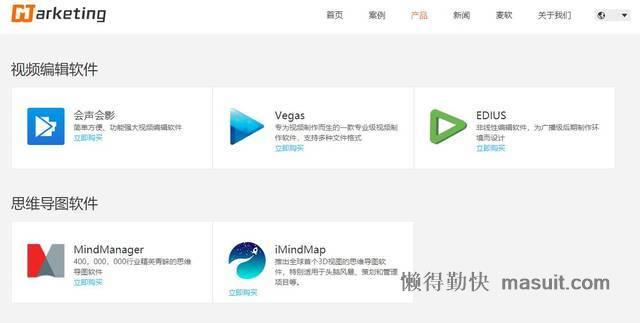 Marketing
首页 案例 产品 新闻 麦软 关于我们
视频编辑软件
会声会影
简单方便、功能强大视频编辑软件
立即购买
Vegas
专为视频制作而生的一款专业级视频制
作软件,支持多种文件格式
立即购买
EDIUS
非线性编辑软件,为广播级后期制作环
境而设计
立即购买
思维导图软件
MindManager
400,000,000行业精英青睐的思维
导图软件
立即购买
iMindMap
推出全球首个3D视图的思维导图软
件,特别适用于头脑风暴、策划和管理
项目等。
立即购买
懒得勤快 masuit.com